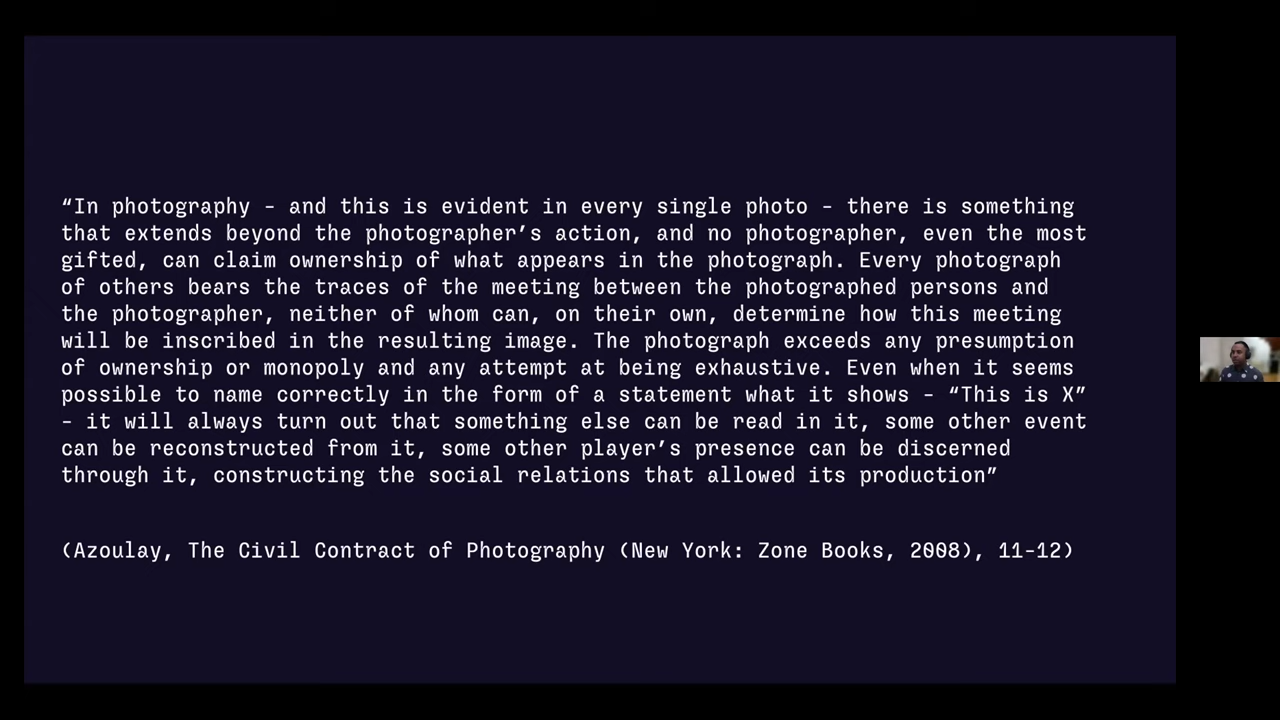 “In photography - and this is evident in every single photo - there is something
that extends beyond the photographer’s action, and no photographer, even the most
gifted, can claim ownership of what appears in the photograph. Every photograph
of others bears the traces of the meeting between the photographed persons and
the photographer, neither of whom can, on their own, determine how this meeting
will be inscribed in the resulting image. The photograph exceeds any presumption
of ownership or monopoly and any attempt at being exhaustive. Even when it seems
possible to name correctly in the form of a statement what it shows - “This is X”
- it will always turn out that something else can be read in it, some other event
can be reconstructed from it, some other player’s presence can be discerned
through it, constructing the social relations that allowed its production”
(Azoulay, The Civil Contract of Photography (New York: Zone Books, 2008), 11-12)